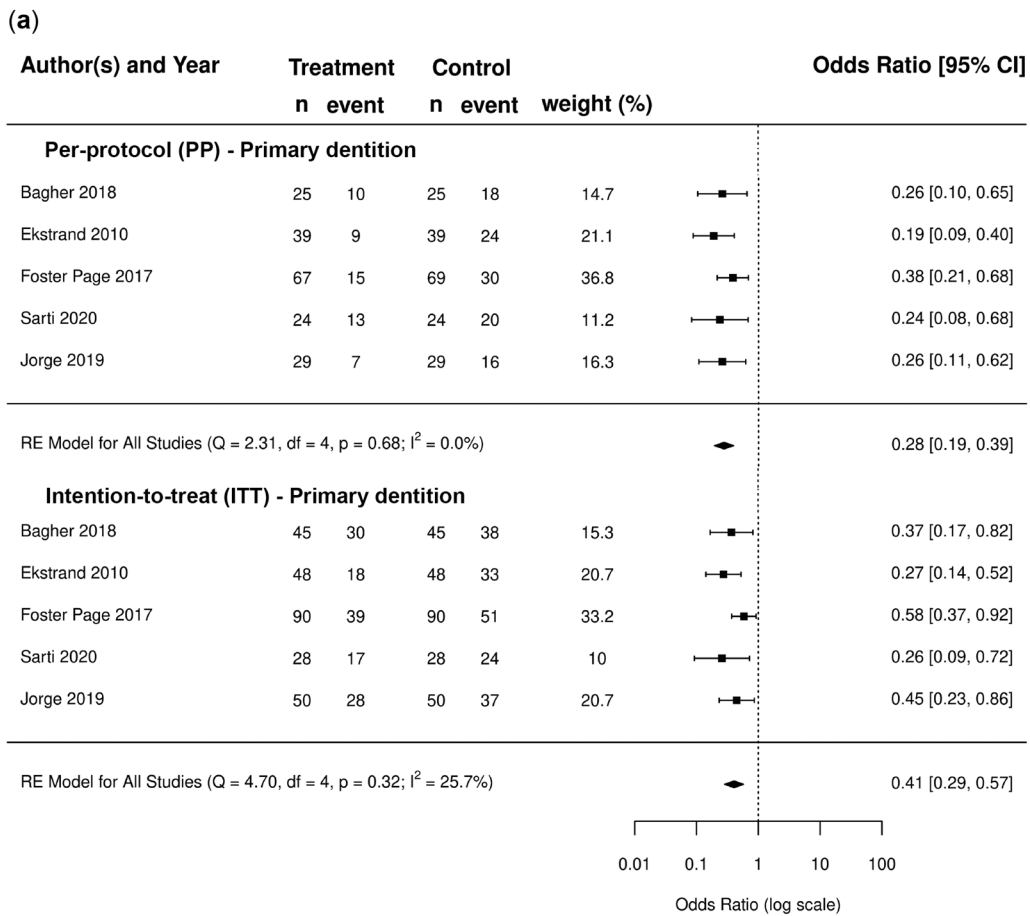 (a)
Author(s) and Year Treatment Control Odds Ratio [95% CI]
n event n event weight (%)
Per-protocol (PP) - Primary dentition
Bagher 2018 25 10 25 18 14.7 0.26 [0.10, 0.65]
Ekstrand 2010 39 9 39 24 21.1 0.19 [0.09, 0.40]
Foster Page 2017 67 15 69 30 36.8 0.38 [0.21, 0.68]
Sarti 2020 24 13 24 20 11.2 0.24 [0.08, 0.68]
Jorge 2019 29 7 29 16 16.3 0.26 [0.11, 0.62]
RE Model for All Studies (Q = 2.31, df = 4, p = 0.68; I² = 0.0%) 0.28 [0.19, 0.39]
Intention-to-treat (ITT) - Primary dentition
Bagher 2018 45 30 45 38 15.3 0.37 [0.17, 0.82]
Ekstrand 2010 48 18 48 33 20.7 0.27 [0.14, 0.52]
Foster Page 2017 90 39 90 51 33.2 0.58 [0.37, 0.92]
Sarti 2020 28 17 28 24 10 0.26 [0.09, 0.72]
Jorge 2019 50 28 50 37 20.7 0.45 [0.23, 0.86]
RE Model for All Studies (Q = 4.70, df = 4, p = 0.32; I² = 25.7%) 0.41 [0.29, 0.57]
0.01 0.1 1 10 100
Odds Ratio (log scale)